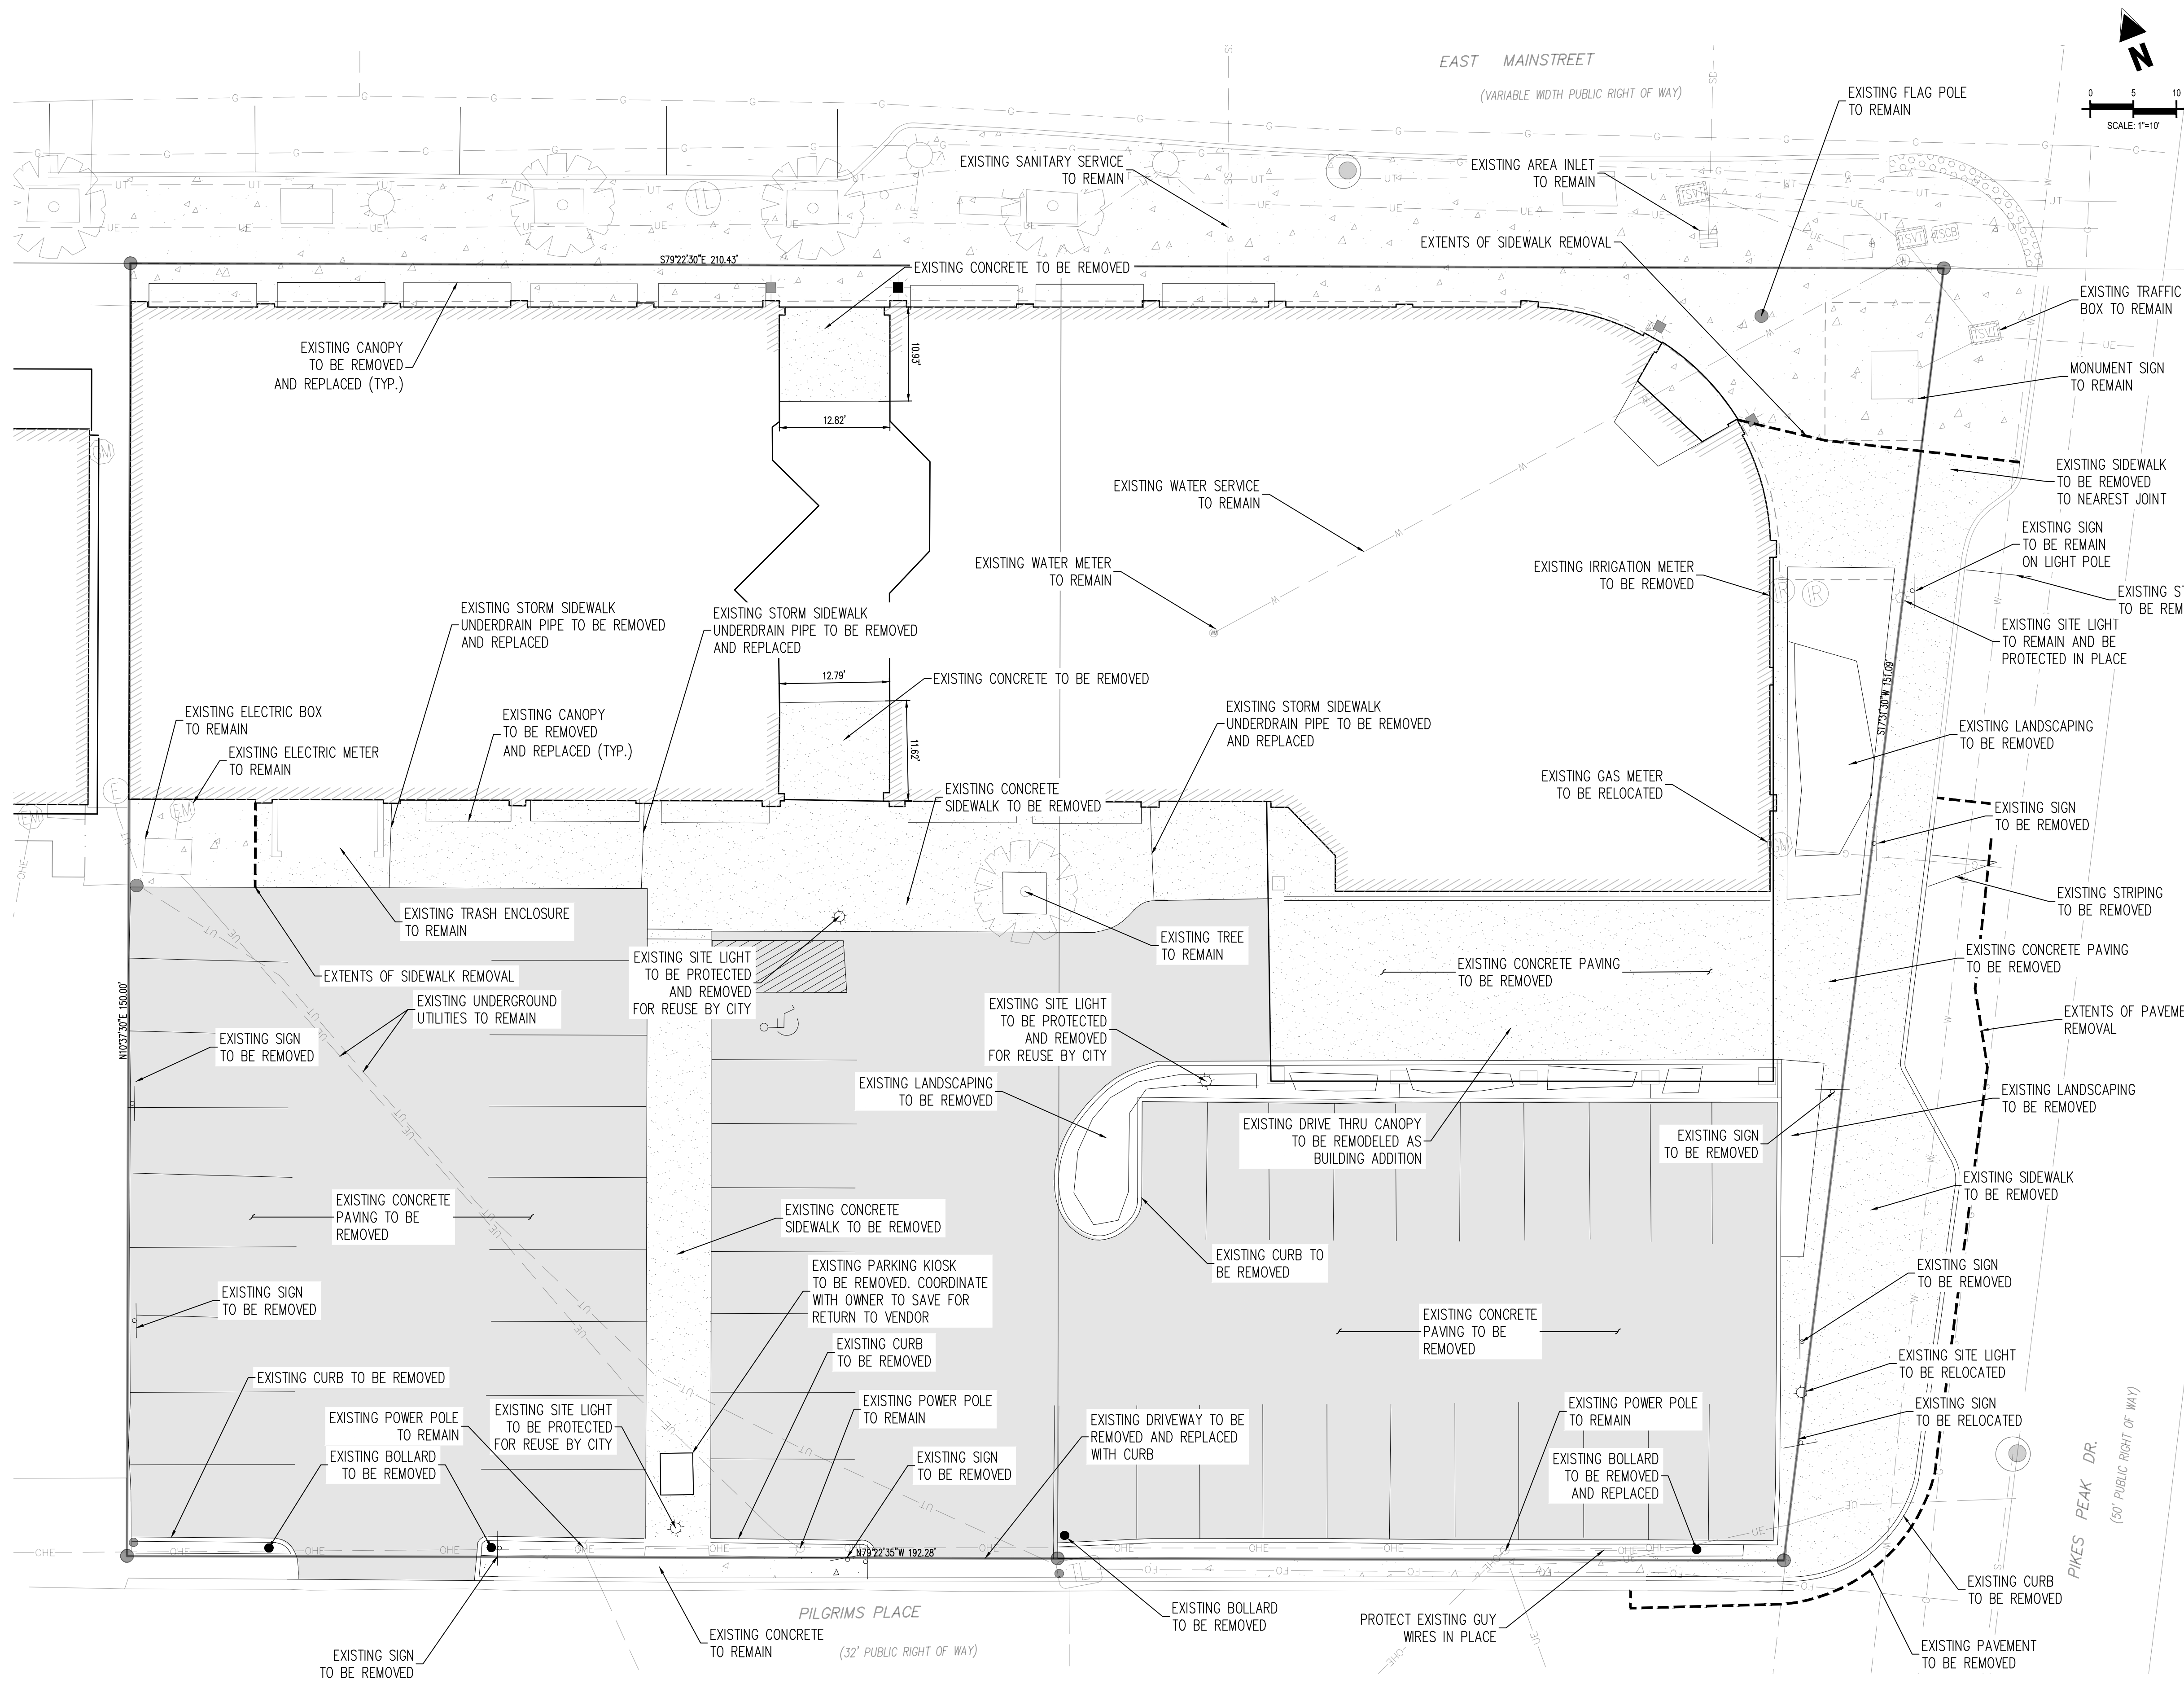 EAST MAINSTREET
(VARIABLE WIDTH PUBLIC RIGHT OF WAY)
N
0 5 10
SCALE: 1"=10'
EXISTING FLAG POLE
TO REMAIN
EXISTING SANITARY SERVICE
TO REMAIN
EXISTING AREA INLET
TO REMAIN
EXTENTS OF SIDEWALK REMOVAL
S79°22'30"E 210.43'
EXISTING CONCRETE TO BE REMOVED
EXISTING TRAFFIC
BOX TO REMAIN
EXISTING CANOPY
TO BE REMOVED
AND REPLACED (TYP.)
10.93'
12.82'
MONUMENT SIGN
TO REMAIN
EXISTING SIDEWALK
TO BE REMOVED
TO NEAREST JOINT
EXISTING WATER SERVICE
TO REMAIN
EXISTING SIGN
TO BE REMAIN
ON LIGHT POLE
EXISTING WATER METER
TO REMAIN
EXISTING IRRIGATION METER
TO BE REMOVED
EXISTING ST
TO BE REM
EXISTING SITE LIGHT
TO REMAIN AND BE
PROTECTED IN PLACE
EXISTING STORM SIDEWALK
UNDERDRAIN PIPE TO BE REMOVED
AND REPLACED
EXISTING STORM SIDEWALK
UNDERDRAIN PIPE TO BE REMOVED
AND REPLACED
12.79'
EXISTING CONCRETE TO BE REMOVED
S17°31'30"W 151.09'
EXISTING ELECTRIC BOX
TO REMAIN
EXISTING CANOPY
TO BE REMOVED
AND REPLACED (TYP.)
EXISTING STORM SIDEWALK
UNDERDRAIN PIPE TO BE REMOVED
AND REPLACED
EXISTING LANDSCAPING
TO BE REMOVED
EXISTING ELECTRIC METER
TO REMAIN
11.62'
EXISTING GAS METER
TO BE RELOCATED
EXISTING CONCRETE
SIDEWALK TO BE REMOVED
EXISTING SIGN
TO BE REMOVED
EXISTING TRASH ENCLOSURE
TO REMAIN
EXISTING STRIPING
TO BE REMOVED
EXISTING TREE
TO REMAIN
EXTENTS OF SIDEWALK REMOVAL
EXISTING SITE LIGHT
TO BE PROTECTED
AND REMOVED
FOR REUSE BY CITY
EXISTING CONCRETE PAVING
TO BE REMOVED
EXISTING CONCRETE PAVING
TO BE REMOVED
N10°37'30"E 150.00'
EXISTING UNDERGROUND
UTILITIES TO REMAIN
EXISTING SITE LIGHT
TO BE PROTECTED
AND REMOVED
FOR REUSE BY CITY
EXTENTS OF PAVEME
REMOVAL
EXISTING SIGN
TO BE REMOVED
EXISTING LANDSCAPING
TO BE REMOVED
EXISTING LANDSCAPING
TO BE REMOVED
EXISTING DRIVE THRU CANOPY
TO BE REMODELED AS
BUILDING ADDITION
EXISTING SIGN
TO BE REMOVED
EXISTING SIDEWALK
TO BE REMOVED
EXISTING CONCRETE
PAVING TO BE
REMOVED
EXISTING CONCRETE
SIDEWALK TO BE REMOVED
EXISTING CURB TO
BE REMOVED
EXISTING PARKING KIOSK
TO BE REMOVED. COORDINATE
WITH OWNER TO SAVE FOR
RETURN TO VENDOR
EXISTING SIGN
TO BE REMOVED
EXISTING SIGN
TO BE REMOVED
EXISTING CONCRETE
PAVING TO BE
REMOVED
EXISTING CURB
TO BE REMOVED
EXISTING SITE LIGHT
TO BE RELOCATED
EXISTING CURB TO BE REMOVED
EXISTING POWER POLE
TO REMAIN
EXISTING SITE LIGHT
TO BE PROTECTED
FOR REUSE BY CITY
EXISTING POWER POLE
TO REMAIN
EXISTING DRIVEWAY TO BE
REMOVED AND REPLACED
WITH CURB
EXISTING POWER POLE
TO REMAIN
EXISTING SIGN
TO BE RELOCATED
EXISTING BOLLARD
TO BE REMOVED
EXISTING SIGN
TO BE REMOVED
EXISTING BOLLARD
TO BE REMOVED
AND REPLACED
PIKES PEAK DR.
(50' PUBLIC RIGHT OF WAY)
N79°22'35"W 192.28'
EXISTING CURB
TO BE REMOVED
PILGRIMS PLACE
(32' PUBLIC RIGHT OF WAY)
EXISTING BOLLARD
TO BE REMOVED
PROTECT EXISTING GUY
WIRES IN PLACE
EXISTING CONCRETE
TO REMAIN
EXISTING SIGN
TO BE REMOVED
EXISTING PAVEMENT
TO BE REMOVED